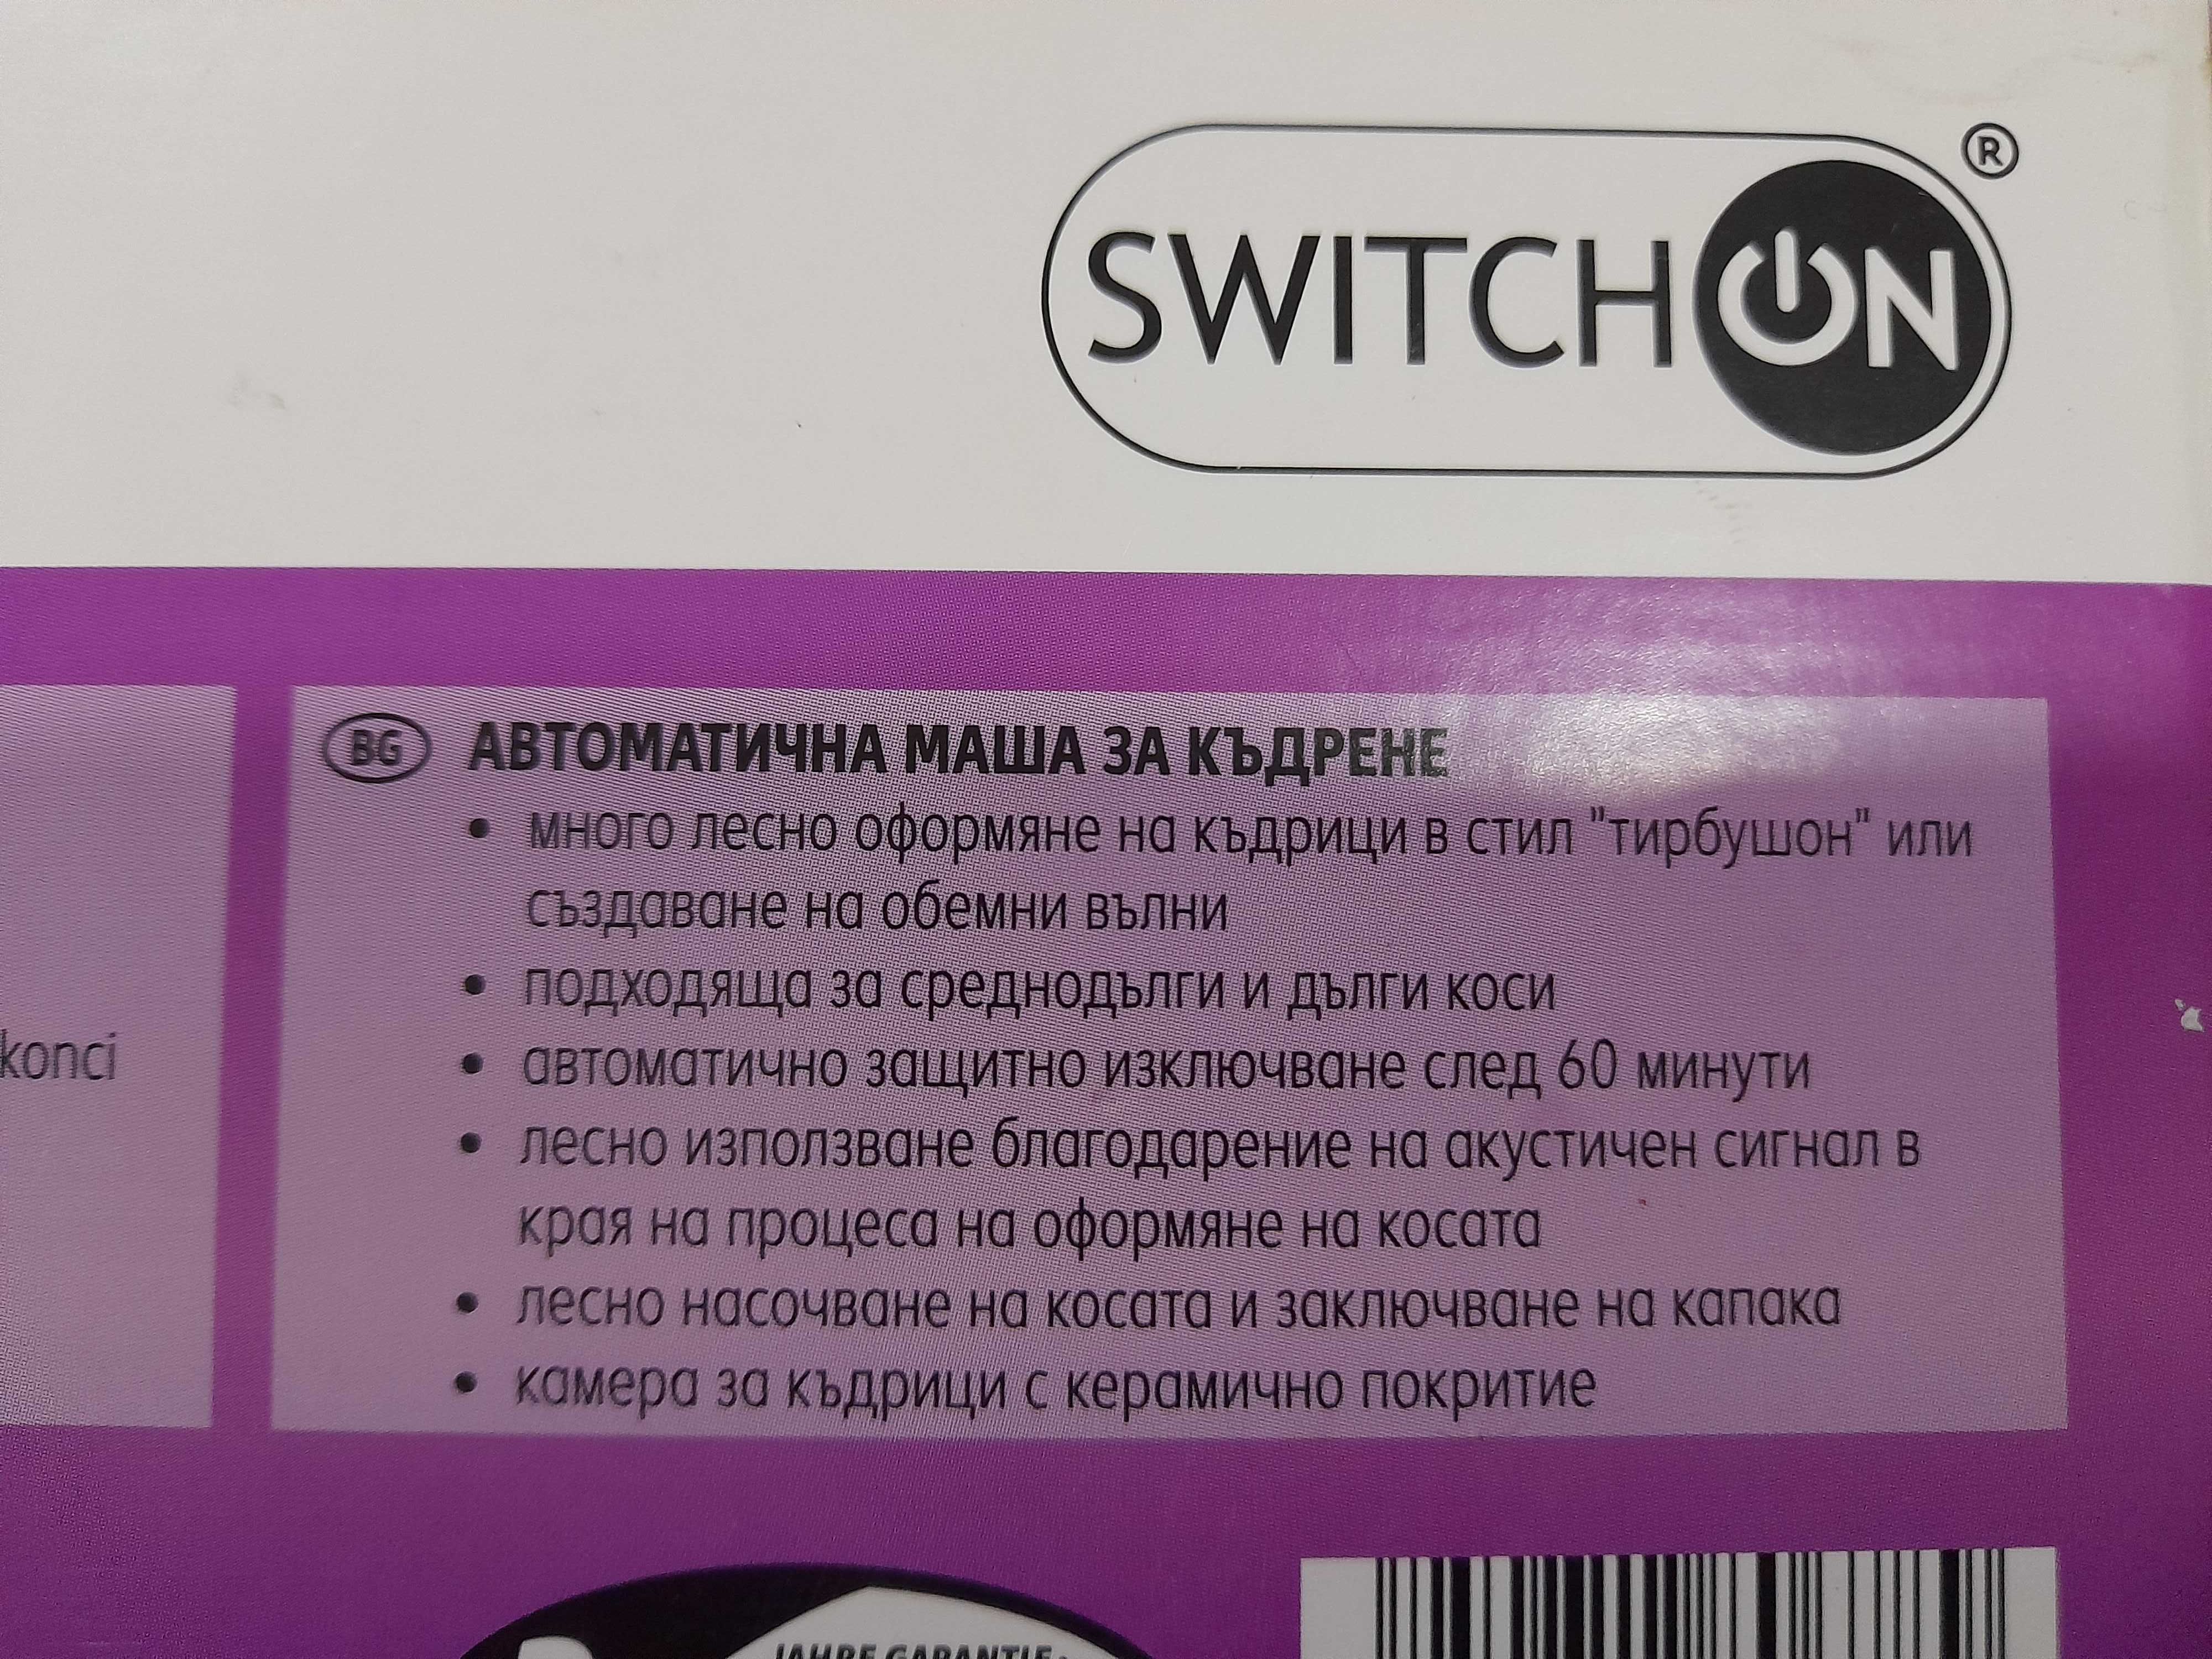 SWITCHON®
BG АВТОМАТИЧНА МАША ЗА КЪДРЕНЕ
• много лесно оформяне на къдрици в стил "тирбушон" или
създаване на обемни вълни
• подходяща за среднодълги и дълги коси
• автоматично защитно изключване след 60 минути
• лесно използване благодарение на акустичен сигнал в
края на процеса на оформяне на косата
• лесно насочване на косата и заключване на капака
• камера за къдрици с керамично покритие
konci
JAHRE GARANTIE •